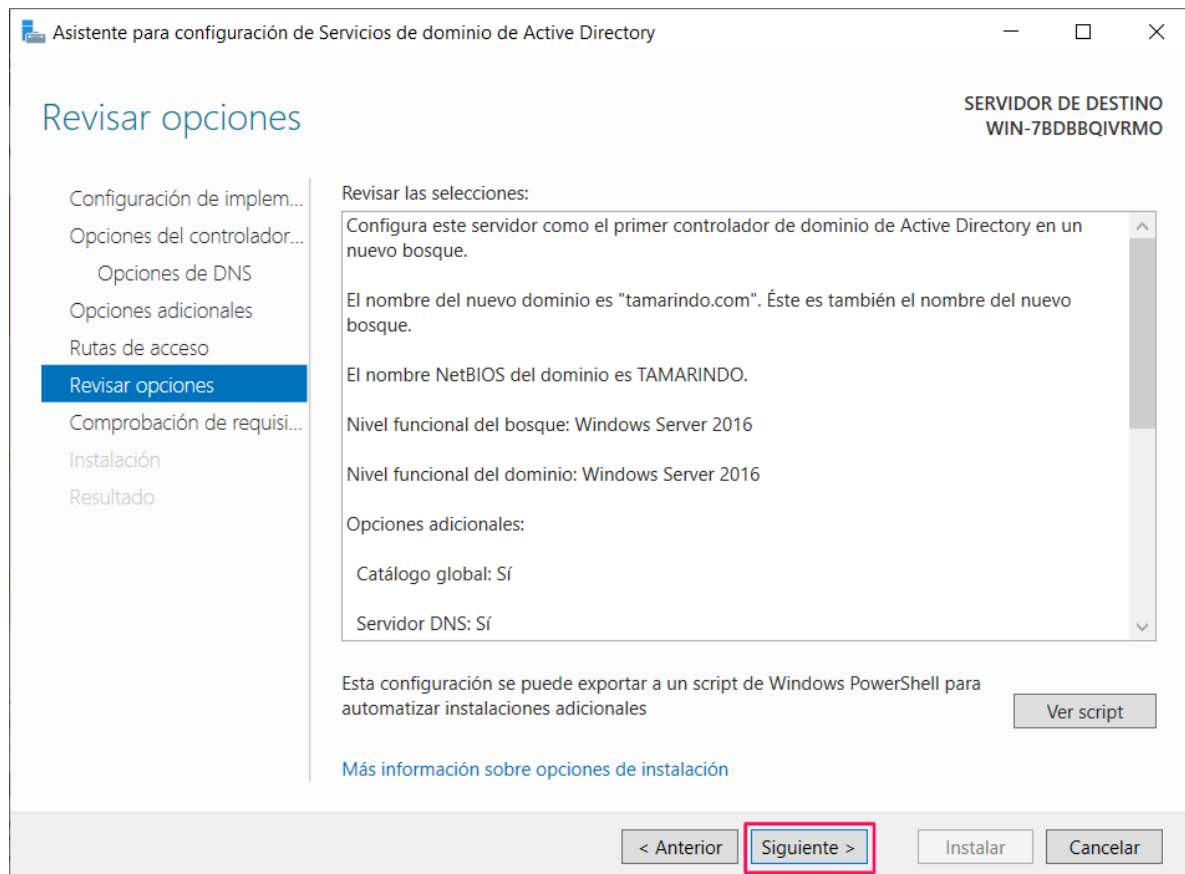 Asistente para configuración de Servicios de dominio de Active Directory
Revisar opciones
SERVIDOR DE DESTINO
WIN-7BDBBQIVRMO
Configuración de implem...
Opciones del controlador...
Opciones de DNS
Opciones adicionales
Rutas de acceso
Revisar opciones
Comprobación de requisi...
Instalación
Resultado
Revisar las selecciones:
Configura este servidor como el primer controlador de dominio de Active Directory en un
nuevo bosque.
El nombre del nuevo dominio es "tamarindo.com". Éste es también el nombre del nuevo
bosque.
El nombre NetBIOS del dominio es TAMARINDO.
Nivel funcional del bosque: Windows Server 2016
Nivel funcional del dominio: Windows Server 2016
Opciones adicionales:
Catálogo global: Sí
Servidor DNS: Sí
Esta configuración se puede exportar a un script de Windows PowerShell para
automatizar instalaciones adicionales
Ver script
Más información sobre opciones de instalación
< Anterior
Siguiente >
Instalar
Cancelar